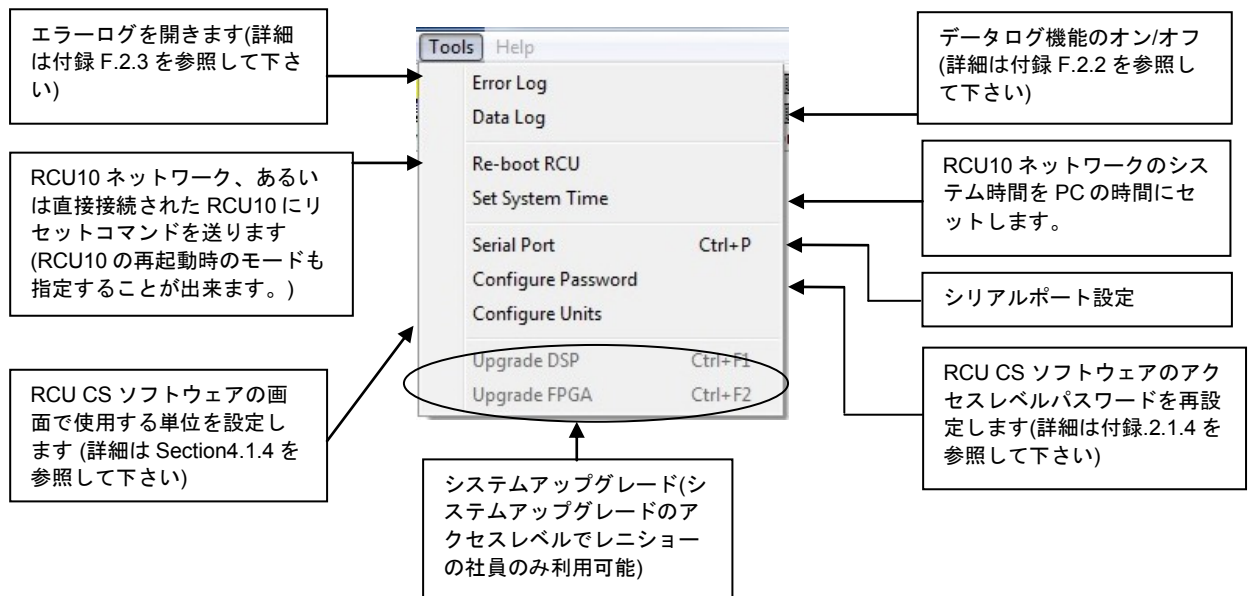 エラーログを開きます(詳細
は付録 F.2.3 を参照して下さ
い)
RCU10 ネットワーク、あるい
は直接接続された RCU10 にリ
セットコマンドを送ります
(RCU10 の再起動時のモードも
指定することが出来ます。)
RCU CS ソフトウェアの画
面で使用する単位を設定し
ます (詳細は Section4.1.4 を
参照して下さい)
Tools Help
Error Log
Data Log
Re-boot RCU
Set System Time
Serial Port Ctrl+P
Configure Password
Configure Units
Upgrade DSP Ctrl+F1
Upgrade FPGA Ctrl+F2
システムアップグレード(シ
ステムアップグレードのア
クセスレベルでレニショー
の社員のみ利用可能)
データログ機能のオン/オフ
(詳細は付録 F.2.2 を参照し
て下さい)
RCU10 ネットワークのシス
テム時間を PC の時間にセ
ットします。
シリアルポート設定
RCU CS ソフトウェアのアク
セスレベルパスワードを再設
定します(詳細は付録.2.1.4 を
参照して下さい)